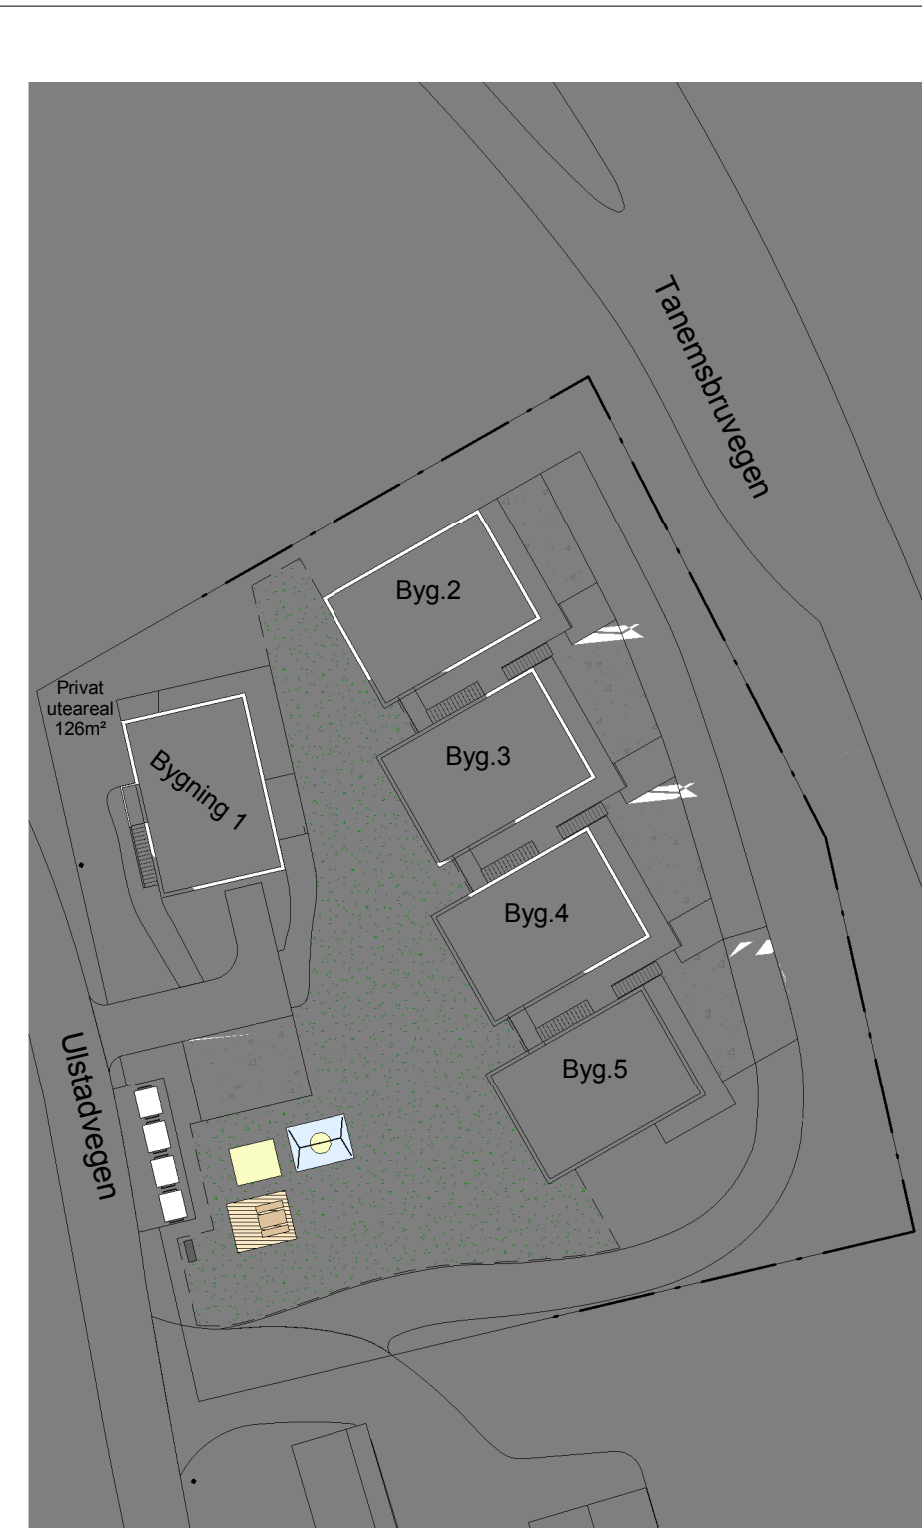 Tanemsbruvegen
Byg.2
Privat
uteareal
126m²
Byg.3
Bygning 1
Byg.4
Byg.5
Ulstadvegen